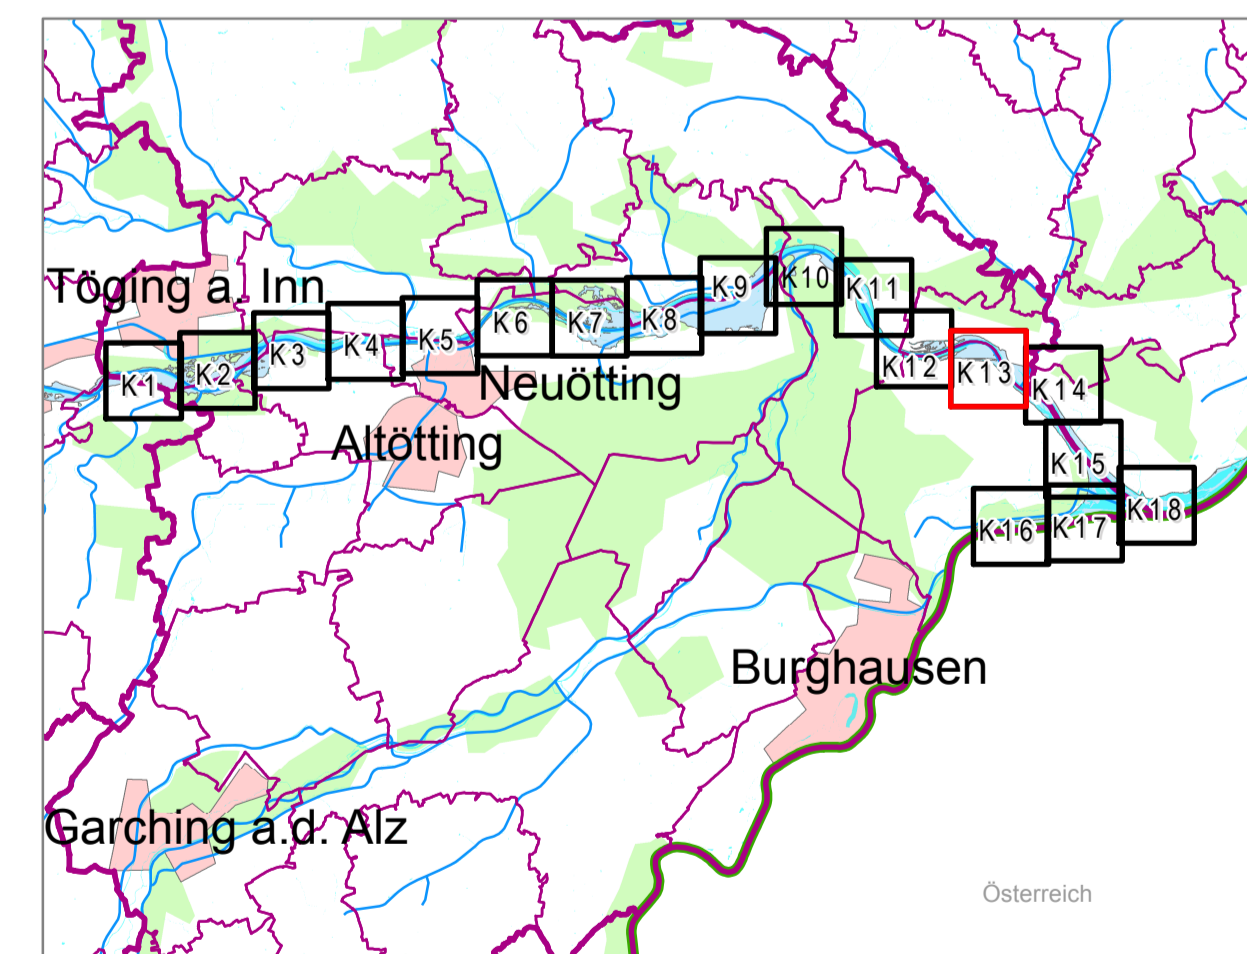 Töging a. Inn
K1
K2
K3
K4
K5
K6
K7
K8
K9
K10
K11
K12
K13
K14
K15
K16
K17
K18
Neuötting
Altötting
Burghausen
Garching a.d. Alz
Österreich